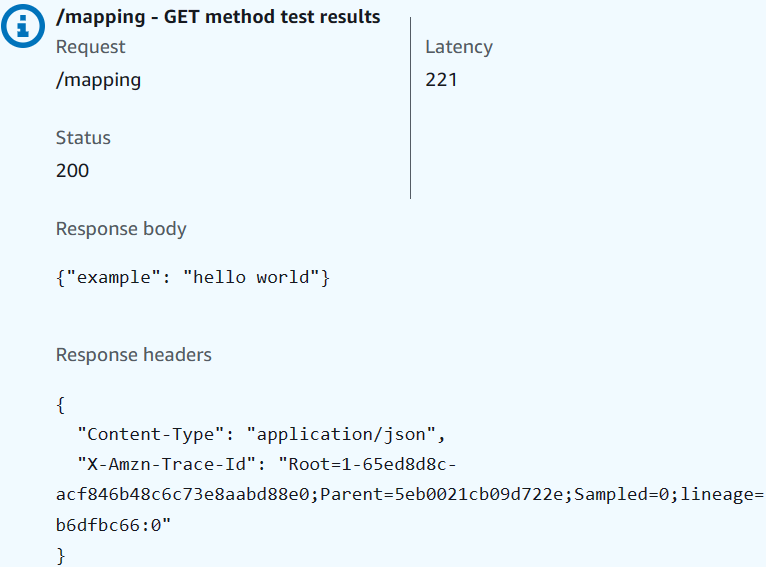 /mapping - GET method test results
Request
/mapping
Latency
221
Status
200
Response body
{"example": "hello world"}
Response headers
{
  "Content-Type": "application/json",
  "X-Amzn-Trace-Id": "Root=1-65ed8d8c-
acf846b48c6c73e8aabd88e0;Parent=5eb0021cb09d722e;Sampled=0;lineage=
b6dfbc66:0"
}